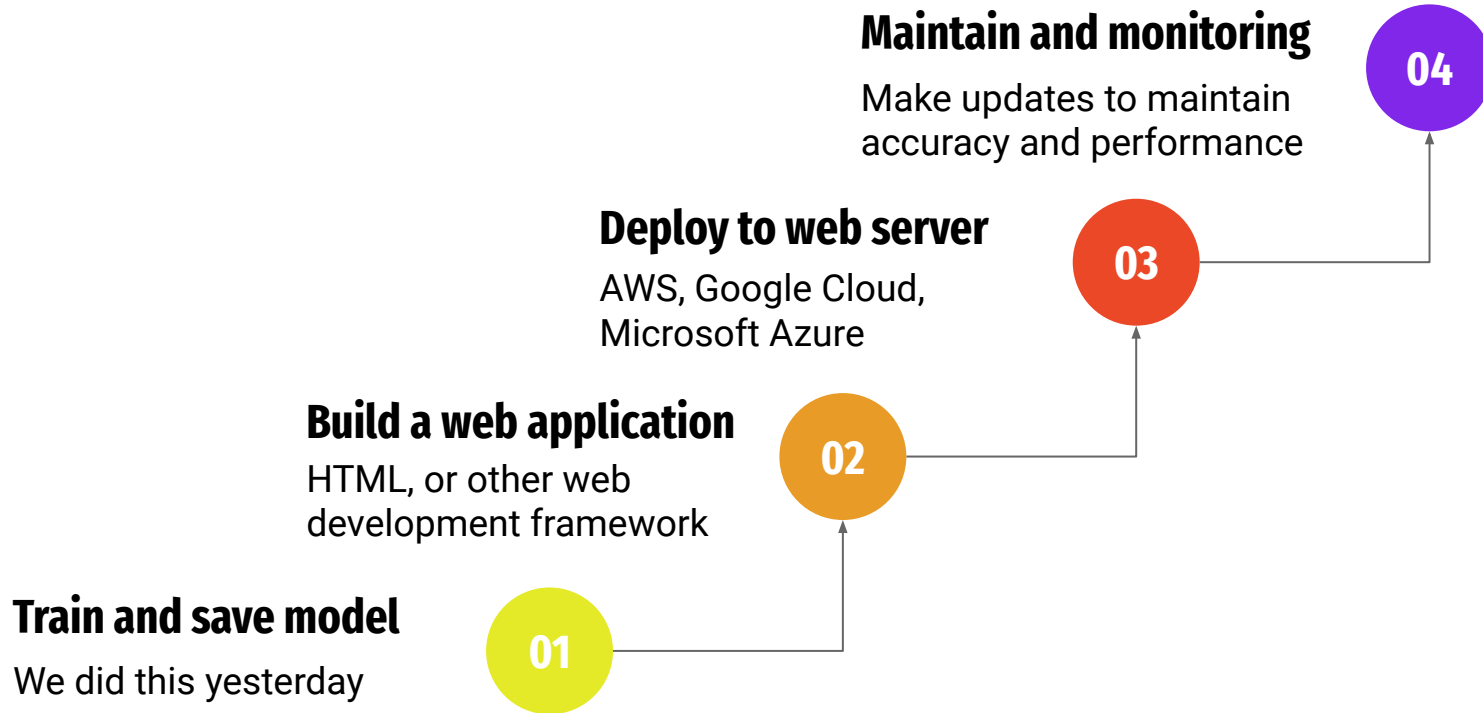 Maintain and monitoring
Make updates to maintain
accuracy and performance
04
Deploy to web server
AWS, Google Cloud,
Microsoft Azure
03
Build a web application
HTML, or other web
development framework
02
Train and save model
We did this yesterday
01